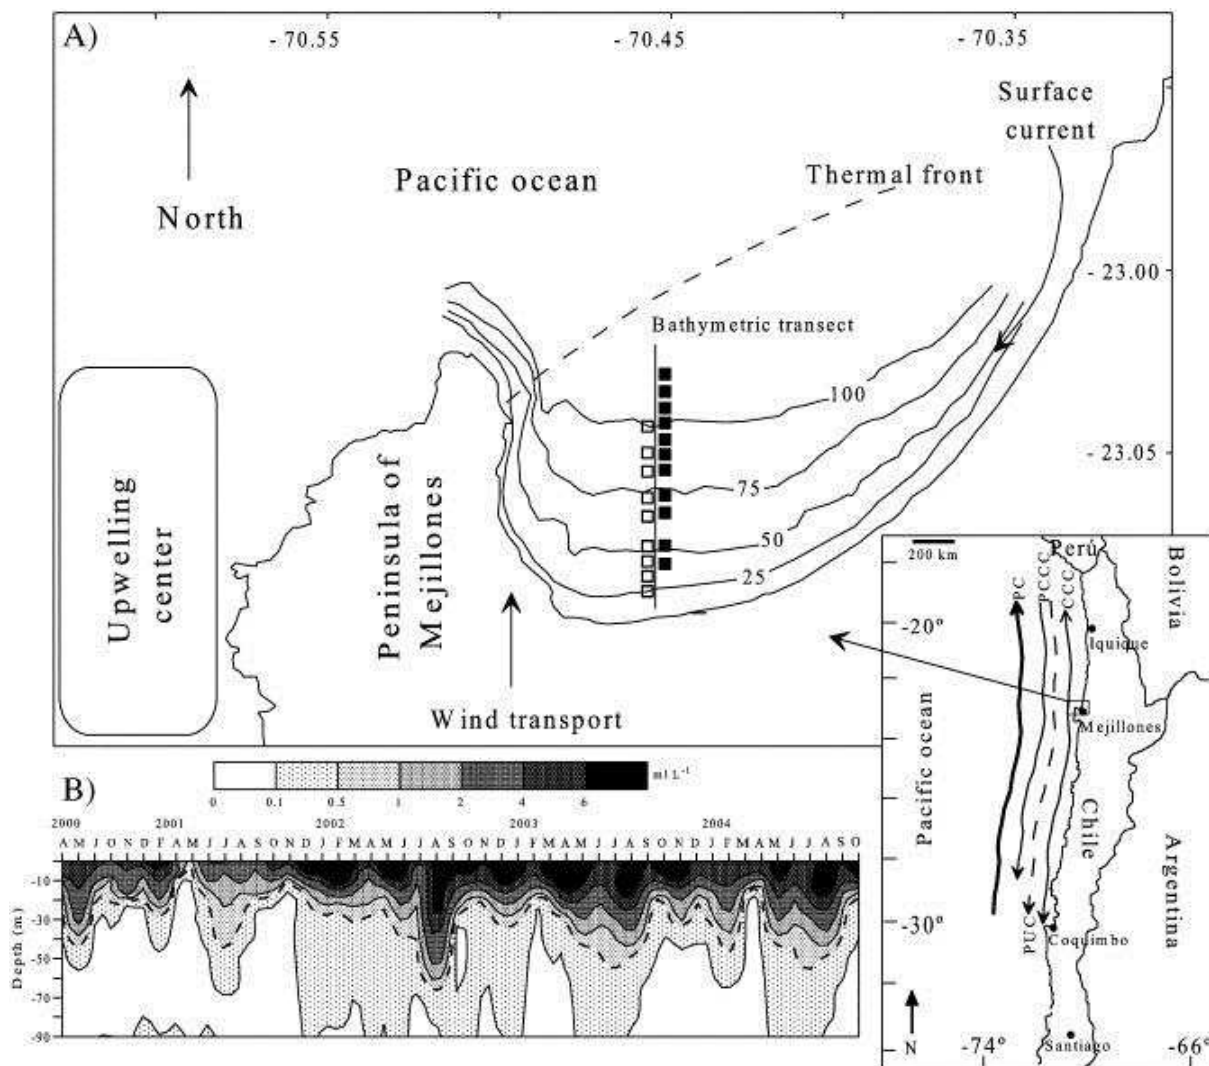 A)
- 70.55
- 70.45
- 70.35
Surface
current
Thermal front
Pacific ocean
North
- 23.00
Bathymetric transect
100
- 23.05
75
50
25
Upwelling
center
Peninsula of
Mejillones
Wind transport
200 km
Perú
Bolivia
PC
PCCC
CCC
-20°
Iquique
Mejillones
Pacific ocean
Chile
Argentina
-30°
PUC
Coquimbo
Santiago
N
-74°
-66°
B)
ml L-1
0 0.1 0.5 1 2 4 6
2000 2001 2002 2003 2004
A M J O N D F A M J J A S O N D J F M A M J J A S O N D J F M A M J J A S O N D J F M A M J J A S O
Depth (m)
-10
-30
-50
-70
-90